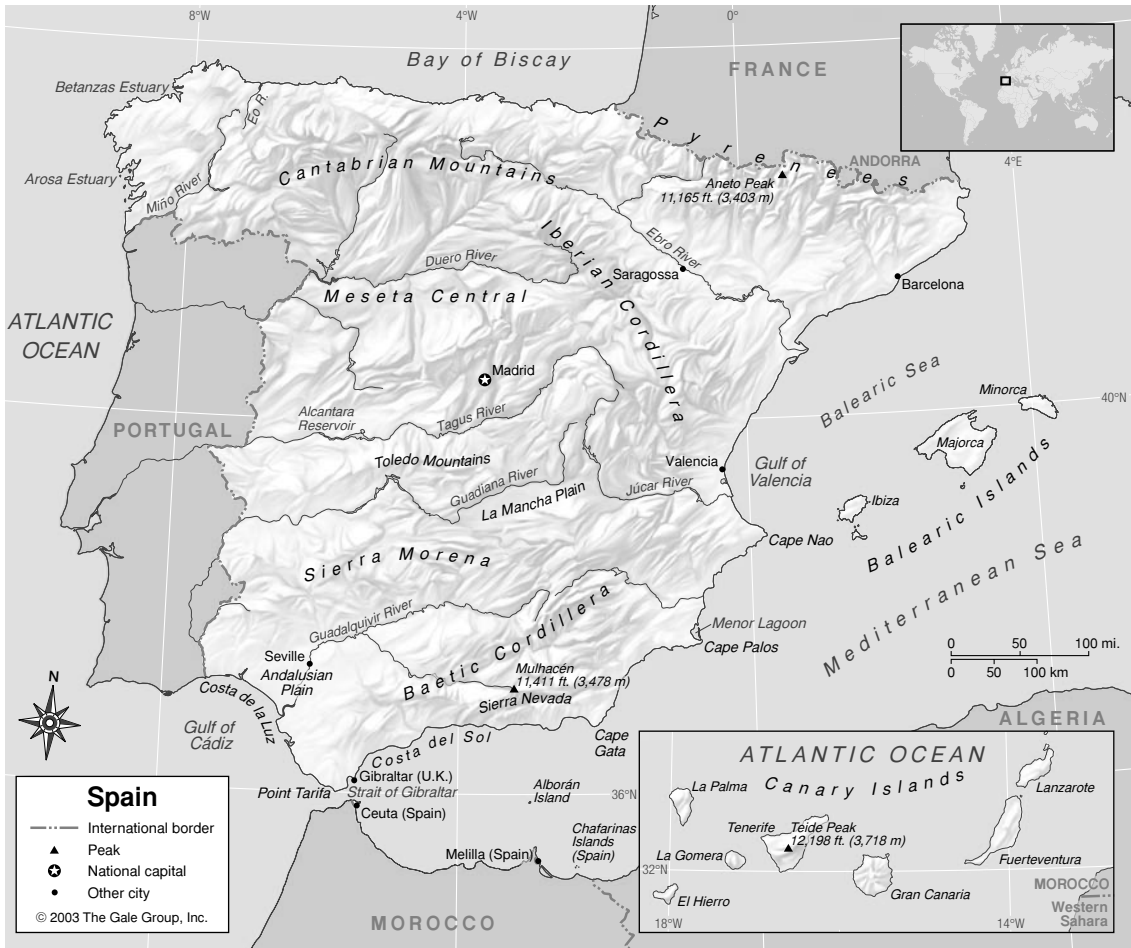 8°W
4°W
0°
Bay of Biscay
FRANCE
Betanzas Estuary
Eo R.
Pyrenees
ANDORRA
4°E
Cantabrian Mountains
Aneto Peak
11,165 ft. (3,403 m)
Arosa Estuary
Miño River
Iberian Cordillera
Ebro River
Duero River
Saragossa
Barcelona
Meseta Central
ATLANTIC
OCEAN
Madrid
Balearic Sea
Minorca
40°N
Alcantara
Reservoir
Tagus River
PORTUGAL
Majorca
Toledo Mountains
Valencia
Gulf of
Valencia
Guadiana River
Júcar River
La Mancha Plain
Ibiza
Balearic Islands
Cape Nao
Sierra Morena
Mediterranean Sea
Guadalquivir River
Baetic Cordillera
Menor Lagoon
Cape Palos
0 50 100 mi.
0 50 100 km
Seville
Andalusian
Plain
Mulhacén
11,411 ft. (3,478 m)
Sierra Nevada
N
Costa de la Luz
Gulf of
Cádiz
Costa del Sol
Cape
Gata
ALGERIA
Gibraltar (U.K.)
Point Tarifa
Strait of Gibraltar
Ceuta (Spain)
Alborán
Island
36°N
Melilla (Spain)
Chafarinas
Islands
(Spain)
MOROCCO
Spain
International border
Peak
National capital
Other city
© 2003 The Gale Group, Inc.
ATLANTIC OCEAN
Canary Islands
La Palma
Lanzarote
Tenerife
Teide Peak
12,198 ft. (3,718 m)
La Gomera
32°N
Fuerteventura
El Hierro
Gran Canaria
MOROCCO
Western
Sahara
18°W
14°W